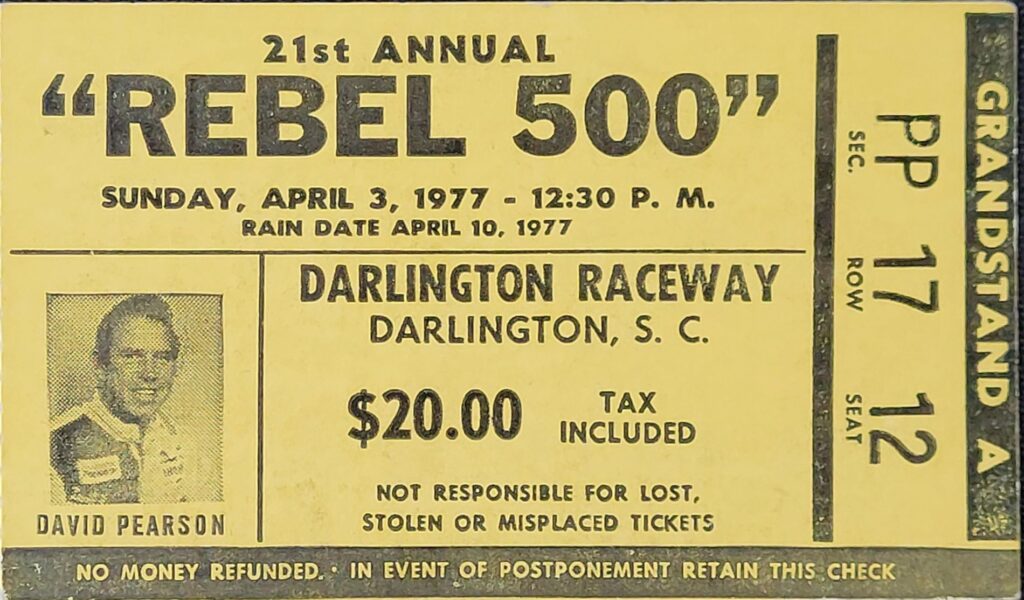 21st ANNUAL
"REBEL 500"
SUNDAY, APRIL 3, 1977 - 12:30 P. M.
RAIN DATE APRIL 10, 1977
DAVID PEARSON
DARLINGTON RACEWAY
DARLINGTON, S. C.
$20.00
TAX
INCLUDED
NOT RESPONSIBLE FOR LOST,
STOLEN OR MISPLACED TICKETS
NO MONEY REFUNDED. · IN EVENT OF POSTPONEMENT RETAIN THIS CHECK
PP 17 12
SEC. ROW SEAT
GRANDSTAND A